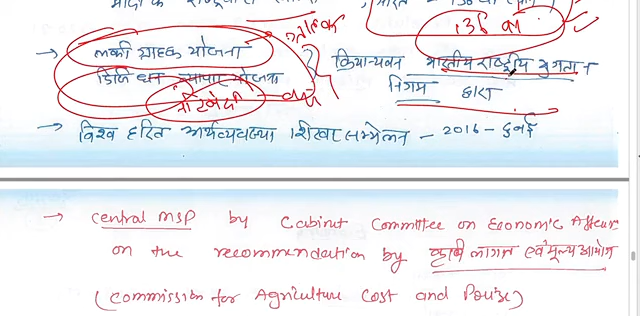 136 वां
→ लकी ग्राहक योजना
डिजि धन व्यापार योजना
क्रियान्वयन भारतीय राष्ट्रीय भुगतान
निगम द्वारा
→ विश्व हरित अर्थव्यवस्था शिखर सम्मेलन - 2016 - दुबई
→ central MSP by Cabinet Committee on Economic Affairs
on the recommendation by कृषि लागत एवं मूल्य आयोग
(Commission for Agriculture Cost and Prise)